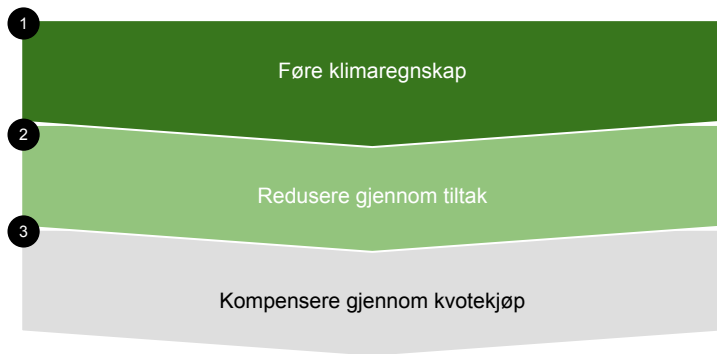 1
Føre klimaregnskap
2
Redusere gjennom tiltak
3
Kompensere gjennom kvotekjøp